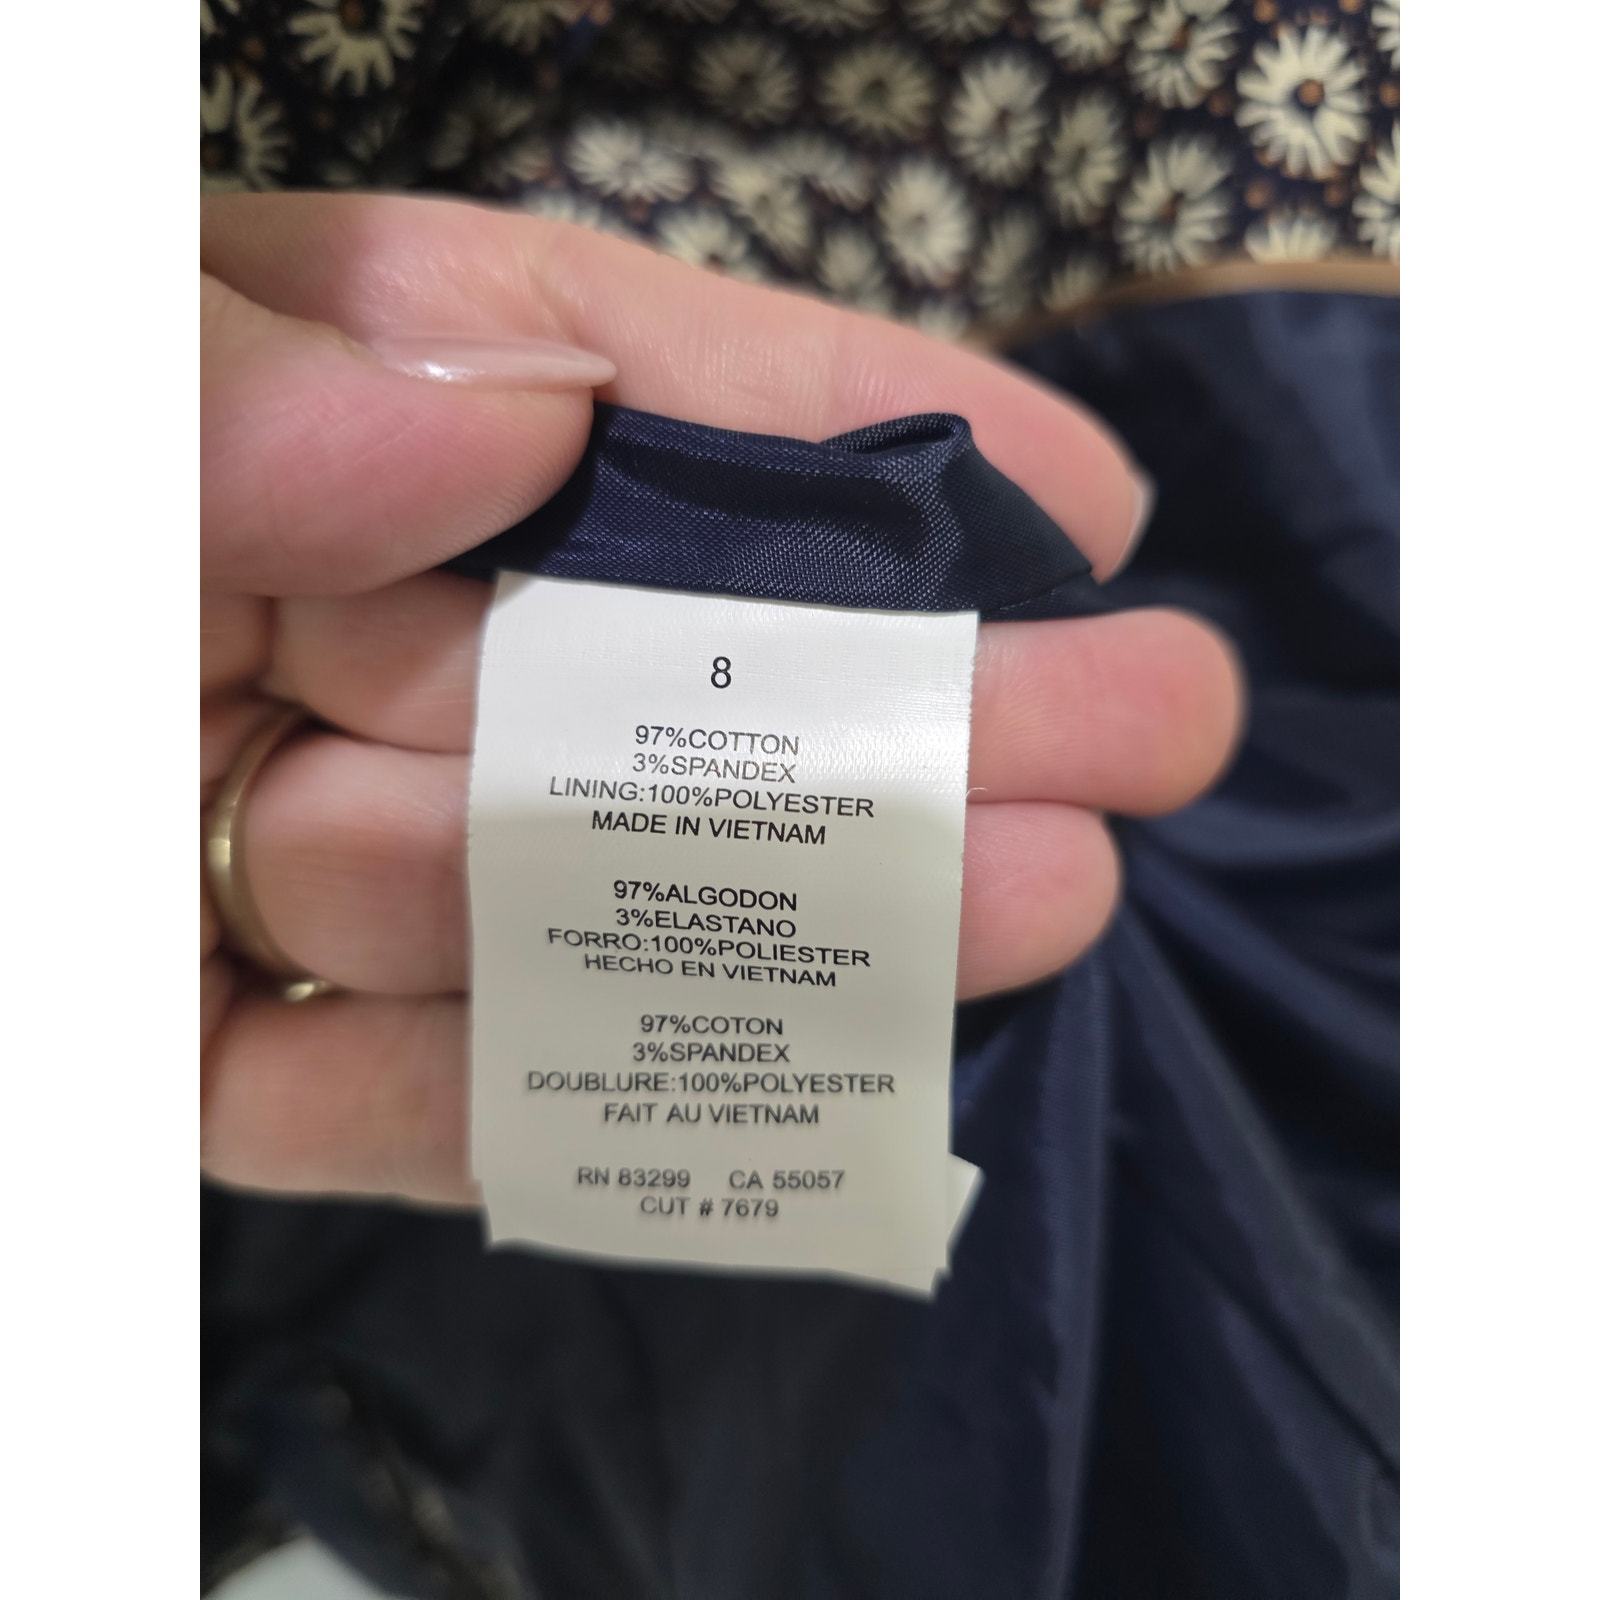 8
97%COTTON
3%SPANDEX
LINING:100%POLYESTER
MADE IN VIETNAM
97%ALGODON
3%ELASTANO
FORRO:100%POLIESTER
HECHO EN VIETNAM
97%COTON
3%SPANDEX
DOUBLURE:100%POLYESTER
FAIT AU VIETNAM
RN 83299 CA 55057
CUT # 7679